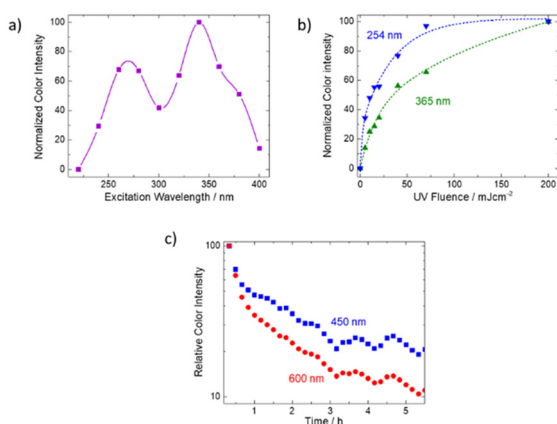 a)
Normalized Color Intensity
100
80
60
40
20
0
250
300
350
400
Excitation Wavelength / nm
b)
Normalized Color intensity
100
80
60
40
20
0
254 nm
365 nm
0
50
100
150
200
UV Fluence / mJcm-2
c)
Relative Color Intensity
100
10
450 nm
600 nm
1
2
3
4
5
Time / h